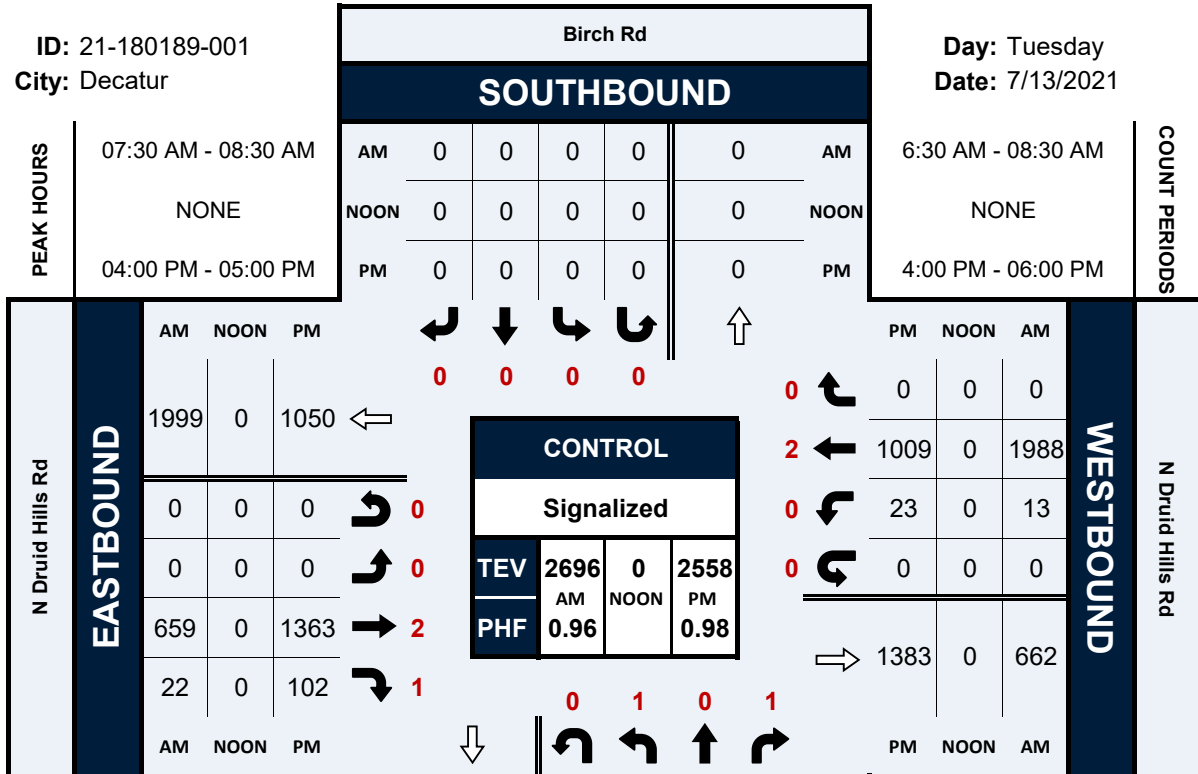 Birch Rd
ID: 21-180189-001
Day: Tuesday
City: Decatur
Date: 7/13/2021
SOUTHBOUND
PEAK HOURS
07:30 AM - 08:30 AM
NONE
04:00 PM - 05:00 PM
AM 0 0 0 0 0 AM
NOON 0 0 0 0 0 NOON
PM 0 0 0 0 0 PM
6:30 AM - 08:30 AM
NONE
4:00 PM - 06:00 PM
COUNT PERIODS
0 0 0 0
N Druid Hills Rd
EASTBOUND
AM NOON PM
1999 0 1050
0 0 0 0
0 0 0 0
659 0 1363 2
22 0 102 1
AM NOON PM
CONTROL
Signalized
TEV 2696 0 2558
AM NOON PM
PHF 0.96 0.98
PM NOON AM
0 0 0 0
2 1009 0 1988
0 23 0 13
0 0 0 0
1383 0 662
PM NOON AM
WESTBOUND
N Druid Hills Rd
0 1 0 1